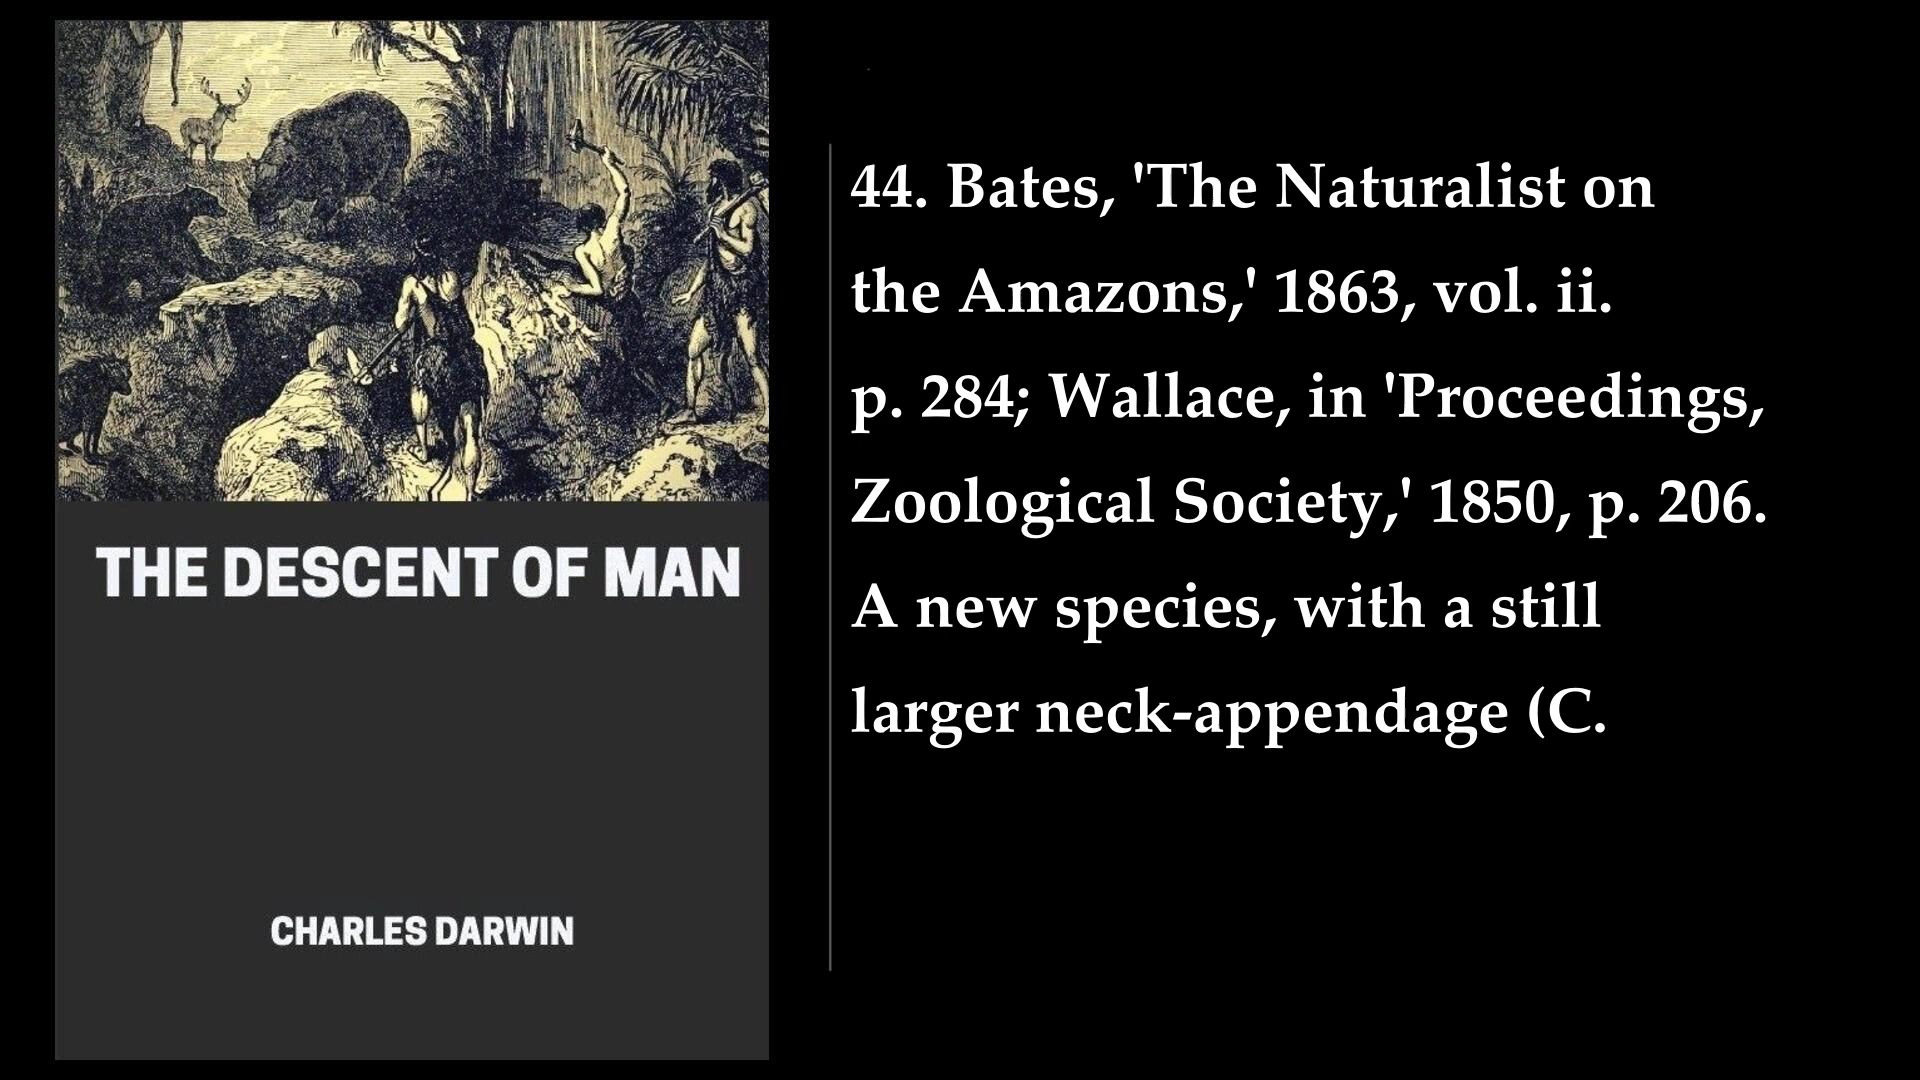 THE DESCENT OF MAN
CHARLES DARWIN
44. Bates, 'The Naturalist on
the Amazons,' 1863, vol. ii.
p. 284; Wallace, in 'Proceedings,
Zoological Society,' 1850, p. 206.
A new species, with a still
larger neck-appendage (C.